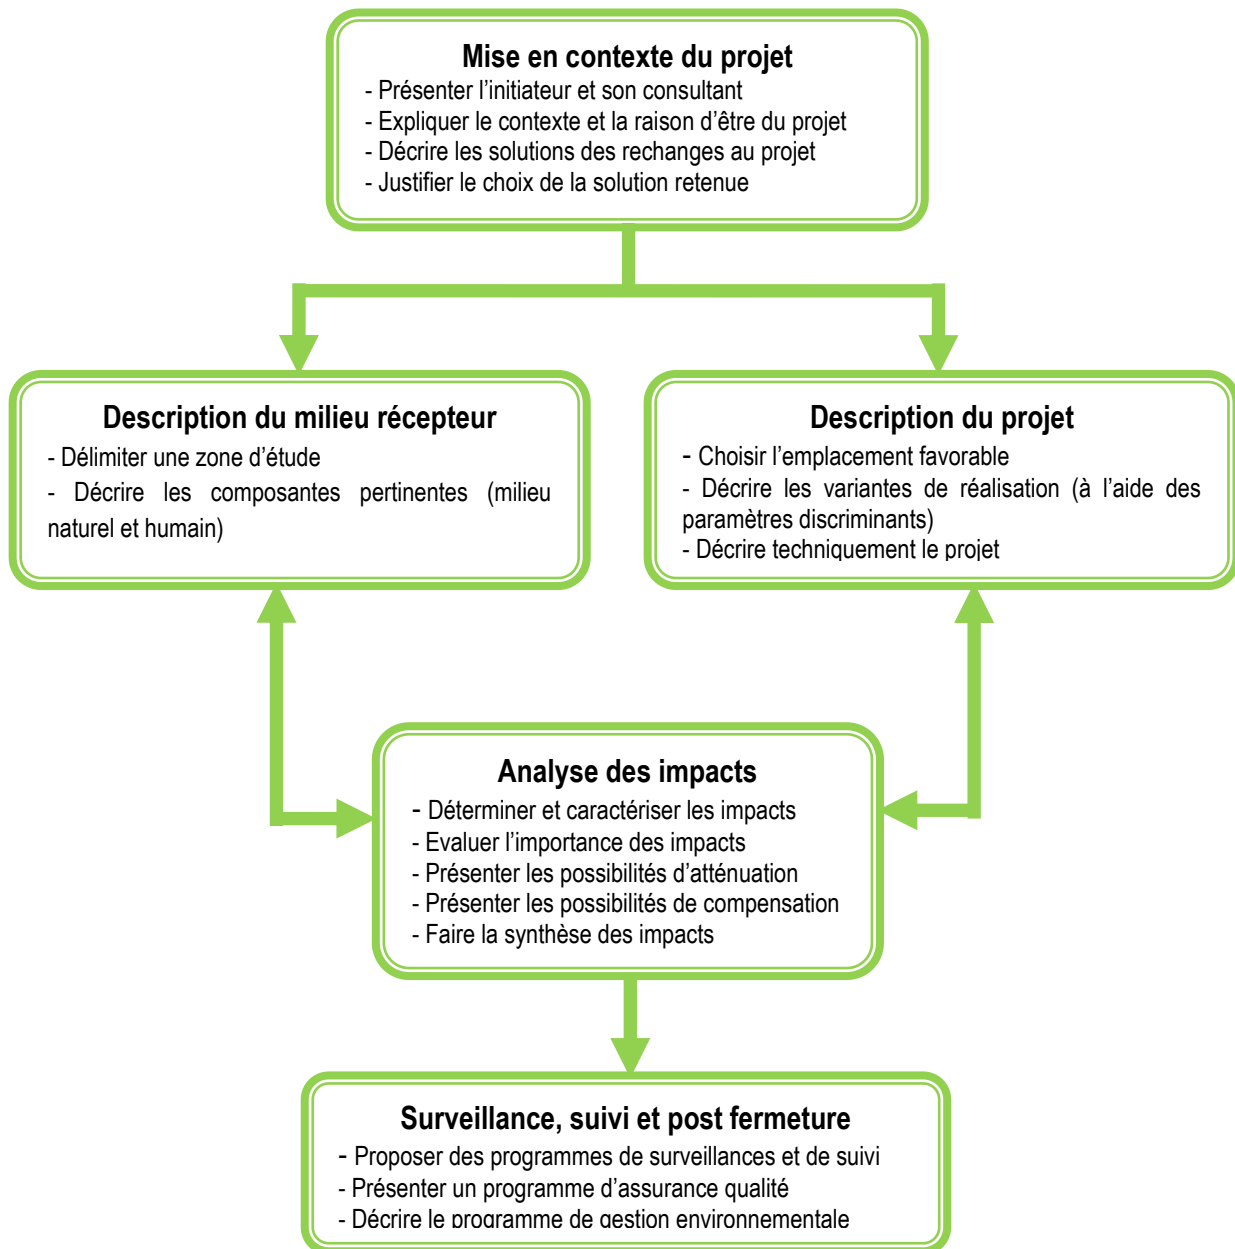 Mise en contexte du projet
- Présenter l’initiateur et son consultant
- Expliquer le contexte et la raison d’être du projet
- Décrire les solutions des rechanges au projet
- Justifier le choix de la solution retenue
Description du milieu récepteur
- Délimiter une zone d’étude
- Décrire les composantes pertinentes (milieu
naturel et humain)
Description du projet
- Choisir l’emplacement favorable
- Décrire les variantes de réalisation (à l’aide des
paramètres discriminants)
- Décrire techniquement le projet
Analyse des impacts
- Déterminer et caractériser les impacts
- Evaluer l’importance des impacts
- Présenter les possibilités d’atténuation
- Présenter les possibilités de compensation
- Faire la synthèse des impacts
Surveillance, suivi et post fermeture
- Proposer des programmes de surveillances et de suivi
- Présenter un programme d’assurance qualité
- Décrire le programme de gestion environnementale